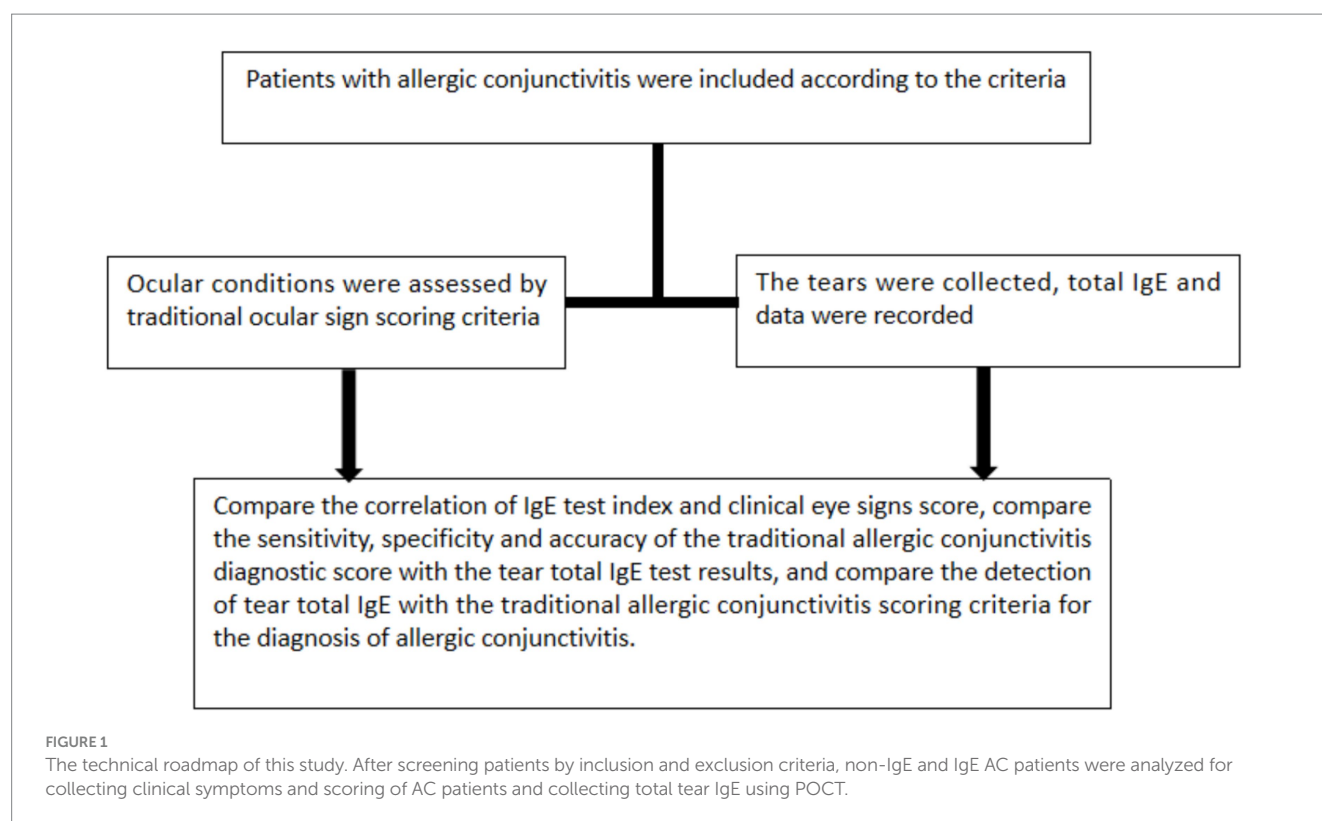 Patients with allergic conjunctivitis were included according to the criteria
Ocular conditions were assessed by
traditional ocular sign scoring criteria
The tears were collected, total IgE and
data were recorded
Compare the correlation of IgE test index and clinical eye signs score, compare
the sensitivity, specificity and accuracy of the traditional allergic conjunctivitis
diagnostic score with the tear total IgE test results, and compare the detection
of tear total IgE with the traditional allergic conjunctivitis scoring criteria for
the diagnosis of allergic conjunctivitis.
FIGURE 1
The technical roadmap of this study. After screening patients by inclusion and exclusion criteria, non-IgE and IgE AC patients were analyzed for
collecting clinical symptoms and scoring of AC patients and collecting total tear IgE using POCT.